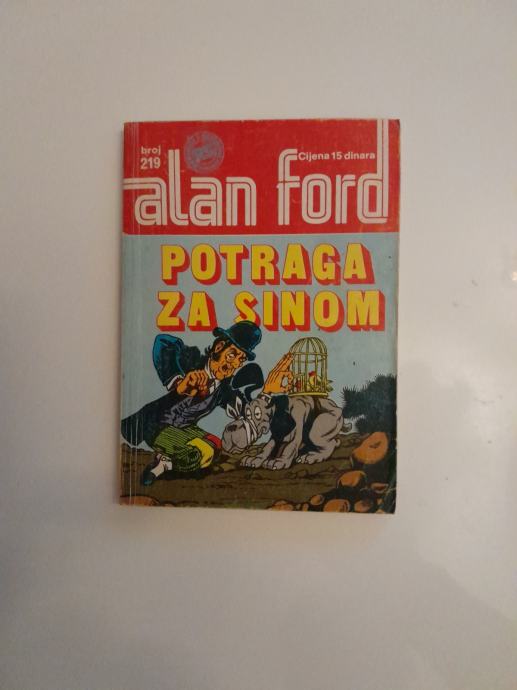 broj
219
Cijena 15 dinara
alan ford
POTRAGA
ZA SINOM